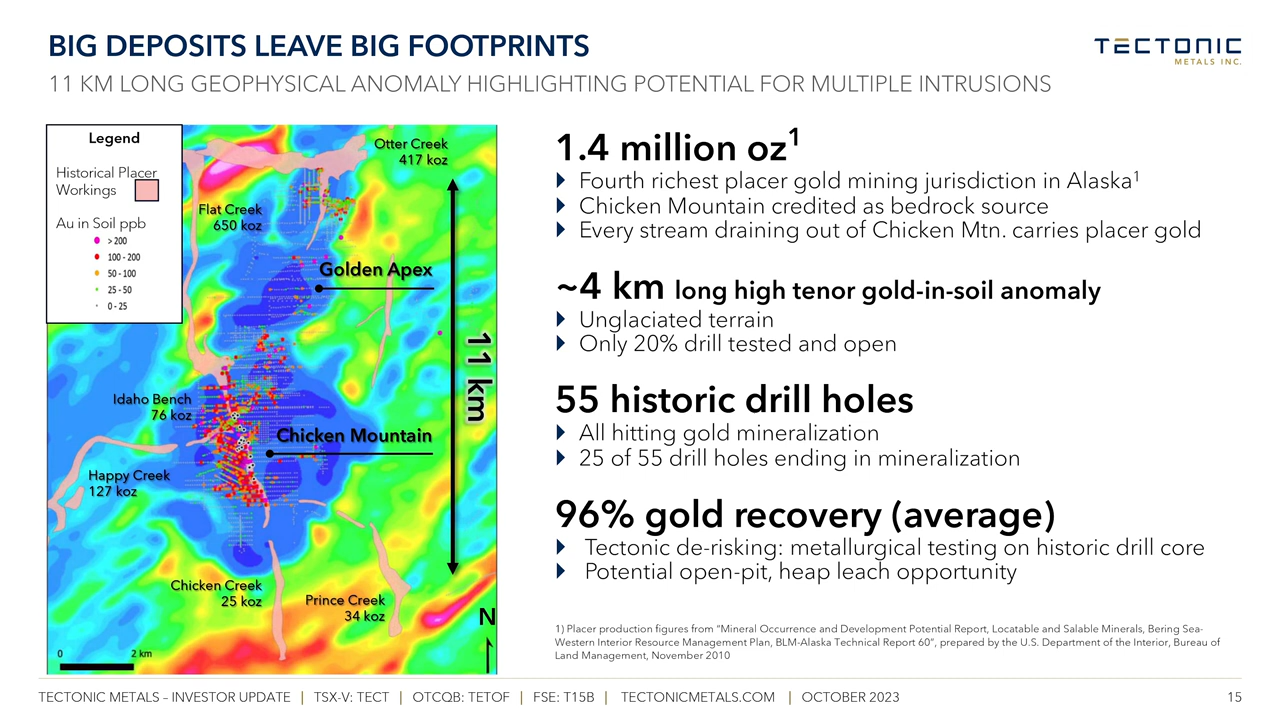 BIG DEPOSITS LEAVE BIG FOOTPRINTS
11 KM LONG GEOPHYSICAL ANOMALY HIGHLIGHTING POTENTIAL FOR MULTIPLE INTRUSIONS
TECTONIC
METALS INC.
Legend
Historical Placer
Workings
Au in Soil ppb
> 200
100 - 200
50 - 100
25 - 50
0 - 25
Otter Creek
417 koz
Flat Creek
650 koz
Golden Apex
11 km
Idaho Bench
76 koz
Chicken Mountain
Happy Creek
127 koz
Chicken Creek
25 koz
Prince Creek
34 koz
N
0 2 km
1.4 million oz¹
Fourth richest placer gold mining jurisdiction in Alaska¹
Chicken Mountain credited as bedrock source
Every stream draining out of Chicken Mtn. carries placer gold
~4 km long high tenor gold-in-soil anomaly
Unglaciated terrain
Only 20% drill tested and open
55 historic drill holes
All hitting gold mineralization
25 of 55 drill holes ending in mineralization
96% gold recovery (average)
Tectonic de-risking: metallurgical testing on historic drill core
Potential open-pit, heap leach opportunity
1) Placer production figures from "Mineral Occurrence and Development Potential Report, Locatable and Salable Minerals, Bering Sea-
Western Interior Resource Management Plan, BLM-Alaska Technical Report 60", prepared by the U.S. Department of the Interior, Bureau of
Land Management, November 2010
TECTONIC METALS – INVESTOR UPDATE | TSX-V: TECT | OTCQB: TETOF | FSE: T15B | TECTONICMETALS.COM | OCTOBER 2023
15